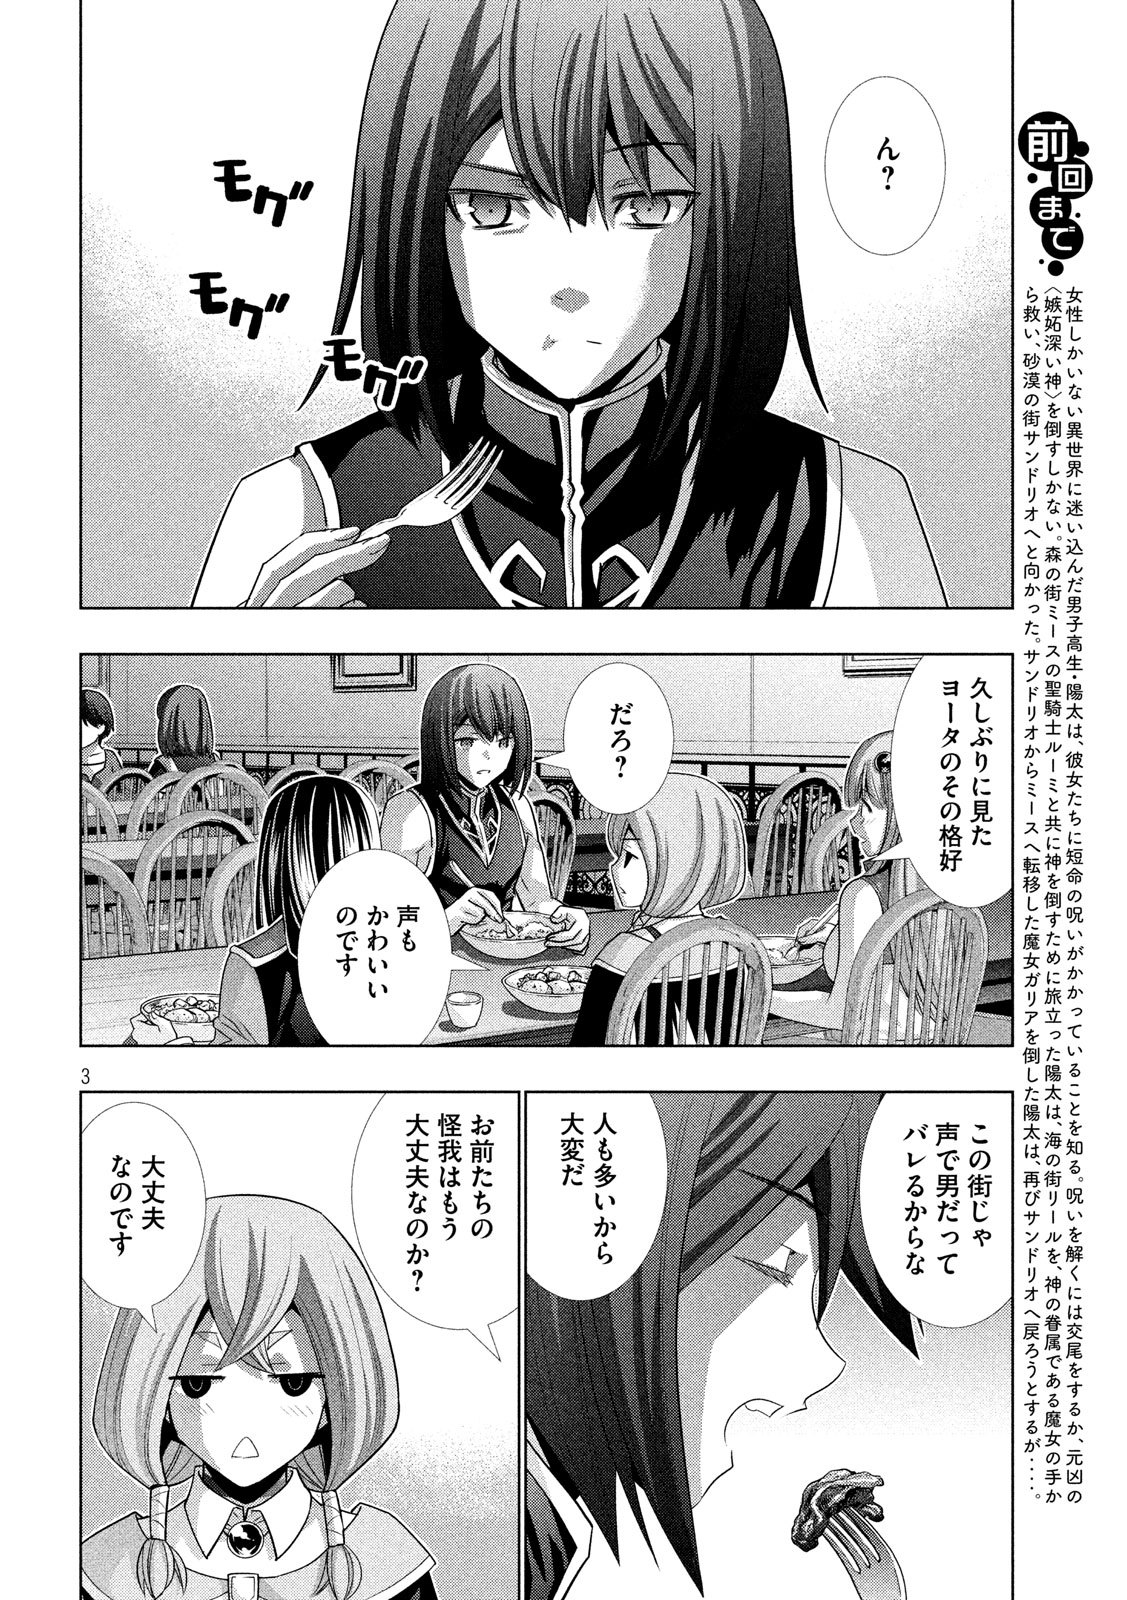 前回まで
女性しかいない異世界に迷い込んだ男子高生・陽太は、彼女たちに短命の呪いがかかっていることを知る。呪いを解くには交尾をするか、元凶の
〈嫉妬深い神〉を倒すしかない。森の街ミースの聖騎士ルーミと共に神を倒すために旅立った陽太は、海の街リールを、神の眷属である魔女の手か
ら救い、砂漠の街サンドリオへと向かった。サンドリオからミースへ転移した魔女ガリアを倒した陽太は、再びサンドリオへ戻ろうとするが‥‥。
ん？
モグ
モグ
モグ
久しぶりに見た
ヨータのその格好
だろ？
声も
かわいい
のです
この街じゃ
声で男だって
バレるからな
人も多いから
大変だ
お前たちの
怪我はもう
大丈夫なのか？
大丈夫
なのです
3